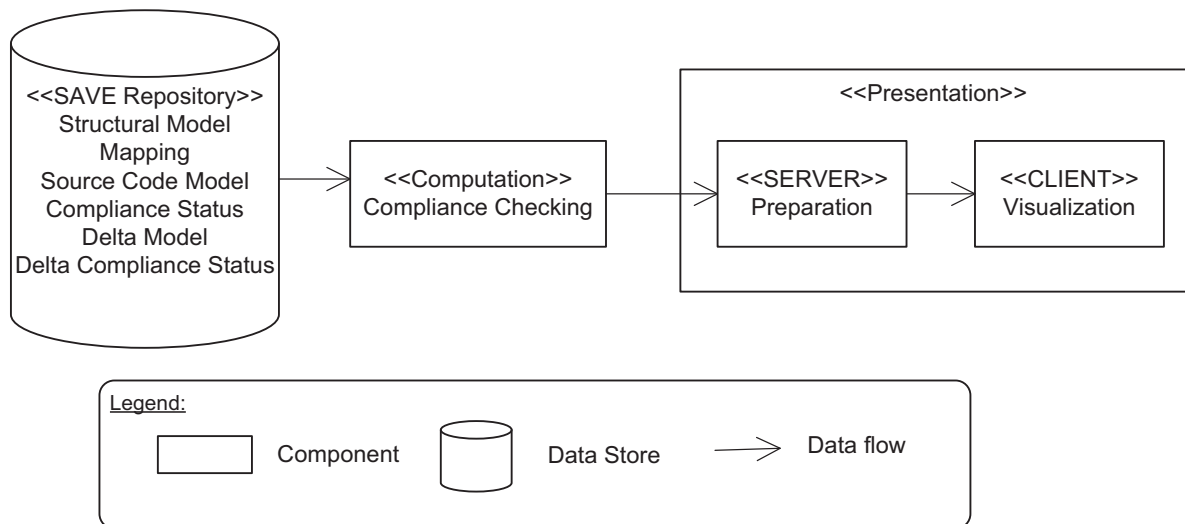 <<SAVE Repository>>
Structural Model
Mapping
Source Code Model
Compliance Status
Delta Model
Delta Compliance Status
<<Computation>>
Compliance Checking
<<Presentation>>
<<SERVER>>
Preparation
<<CLIENT>>
Visualization
Legend:
Component
Data Store
Data flow